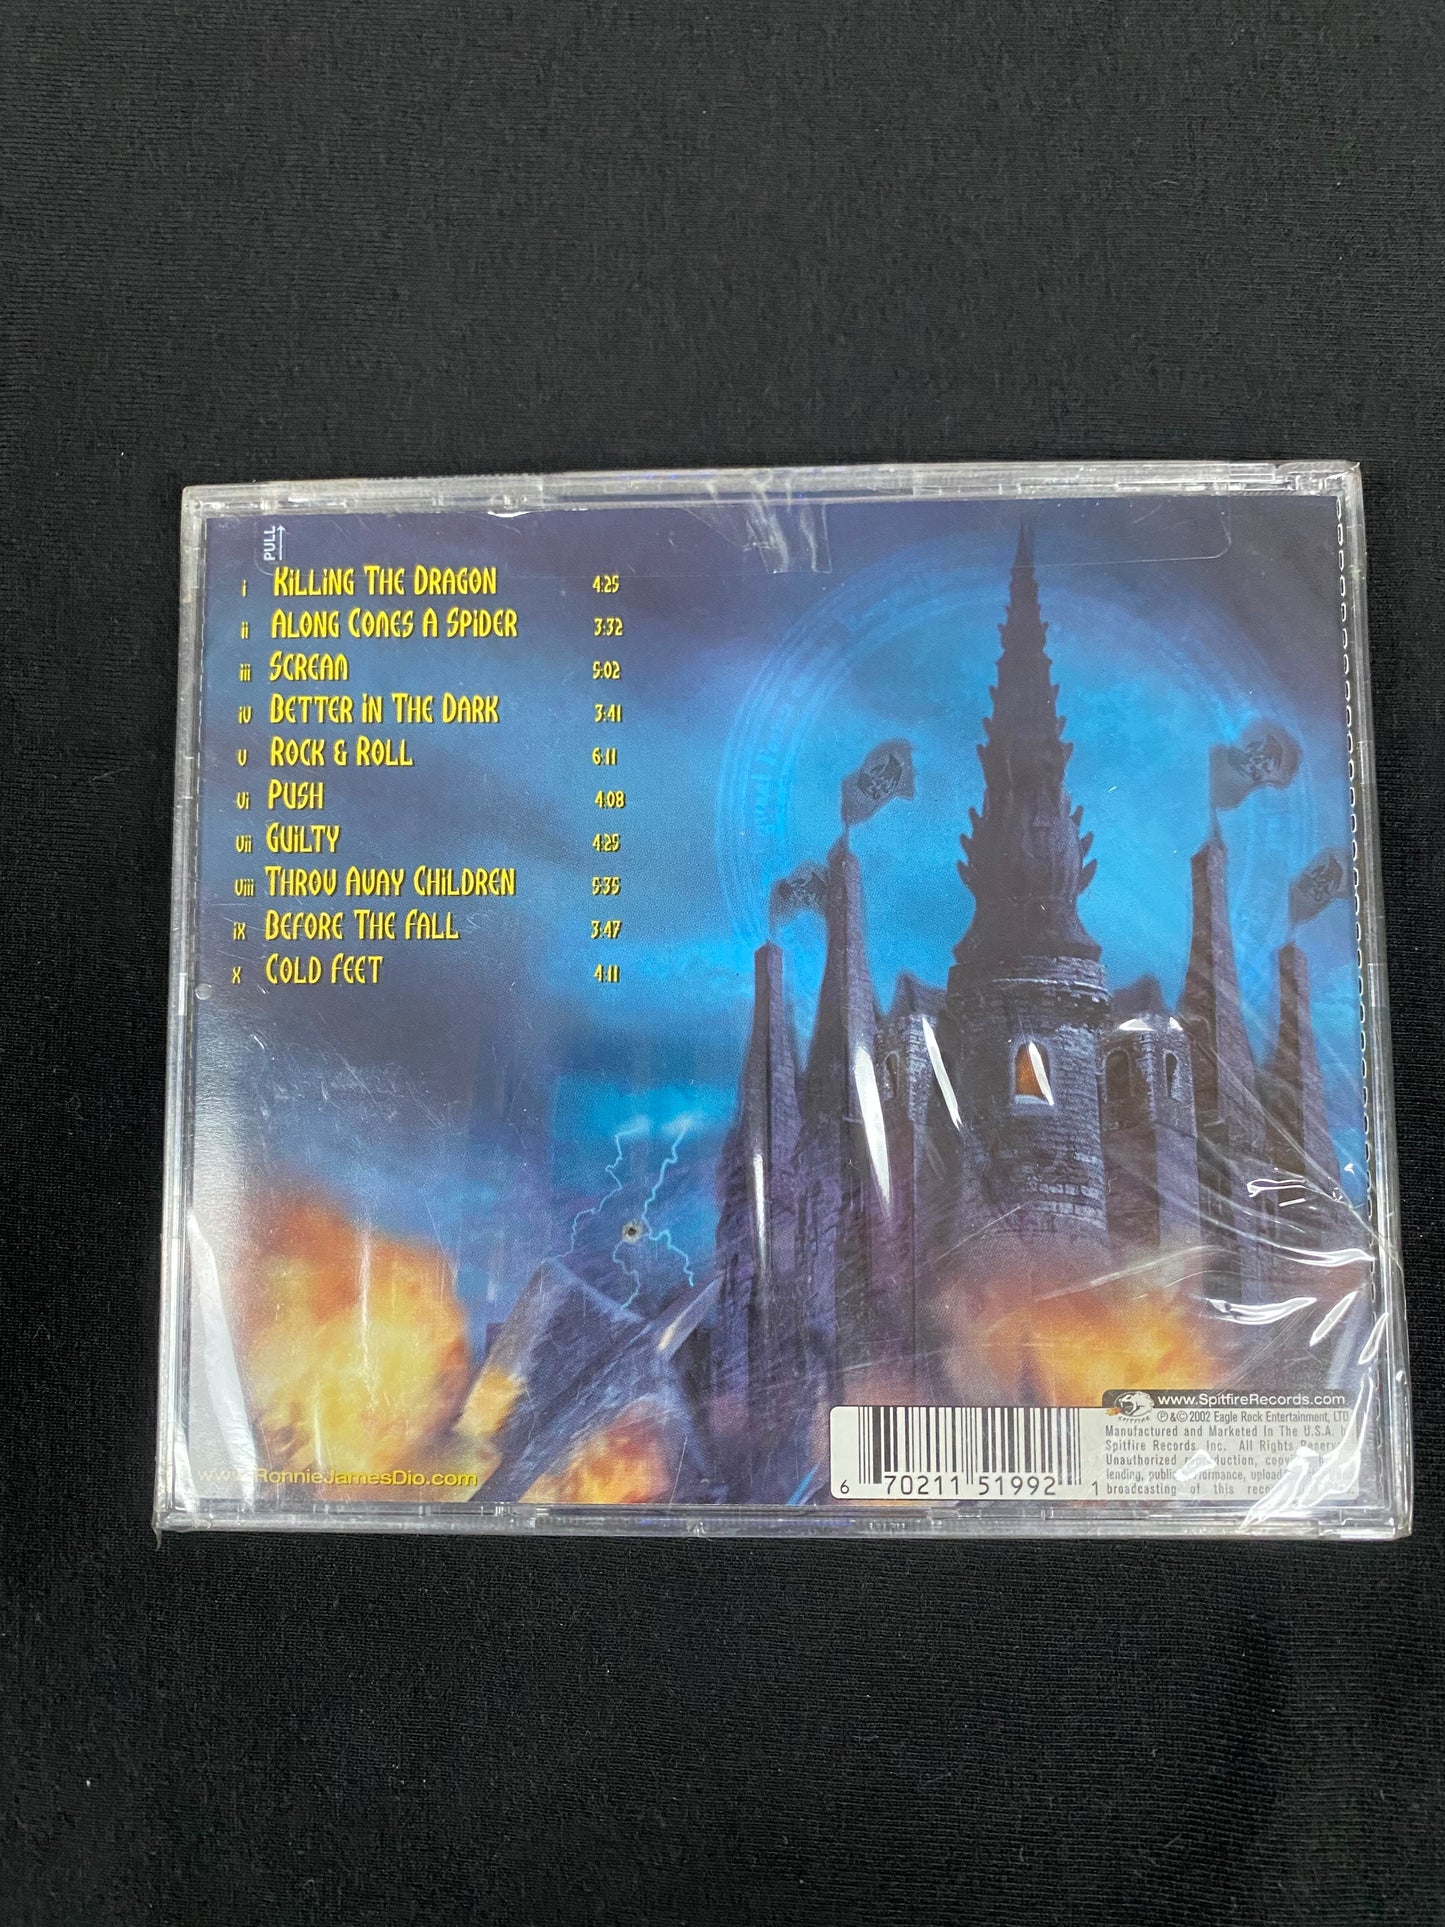 PULL
i Killing The Dragon 4:25
ii Along Comes A Spider 3:32
iii Scream 5:02
iv Better in The Dark 3:41
v Rock & Roll 6:11
vi Push 4:08
vii Guilty 4:25
viii Throw Away Children 5:35
ix Before The Fall 3:47
x Cold Feet 4:11
www.RonnieJamesDio.com
6 70211 51992 1
SPITFIRE
www.SpitfireRecords.com
℗&© 2002 Eagle Rock Entertainment, LTD
Manufactured and Marketed In The U.S.A.
Spitfire Records, Inc. All Rights
Unauthorized reproduction,
lending, public performance,
broadcasting of this